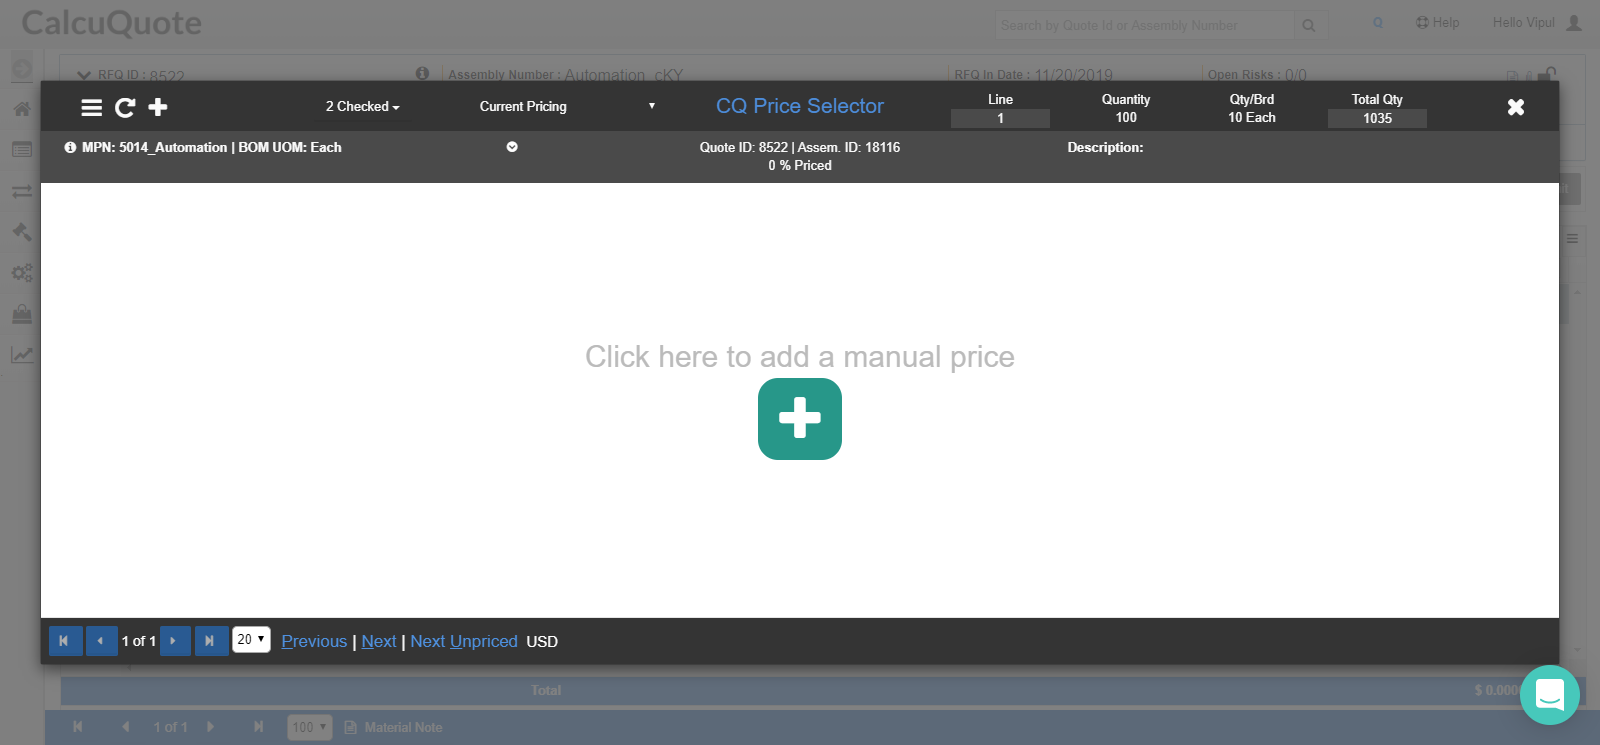 CalcuQuote
Search by Quote Id or Assembly Number
Q
Help
Hello Vipul
RFQ ID : 8522
Assembly Number : Automation_cKY
RFQ In Date : 11/20/2019
Open Risks : 0/0
2 Checked
Current Pricing
CQ Price Selector
Line
1
Quantity
100
Qty/Brd
10 Each
Total Qty
1035
MPN: 5014_Automation | BOM UOM: Each
Quote ID: 8522 | Assem. ID: 18116
0 % Priced
Description:
Click here to add a manual price
1 of 1
20
Previous | Next | Next Unpriced USD
Total
$ 0.000
1 of 1
100
Material Note